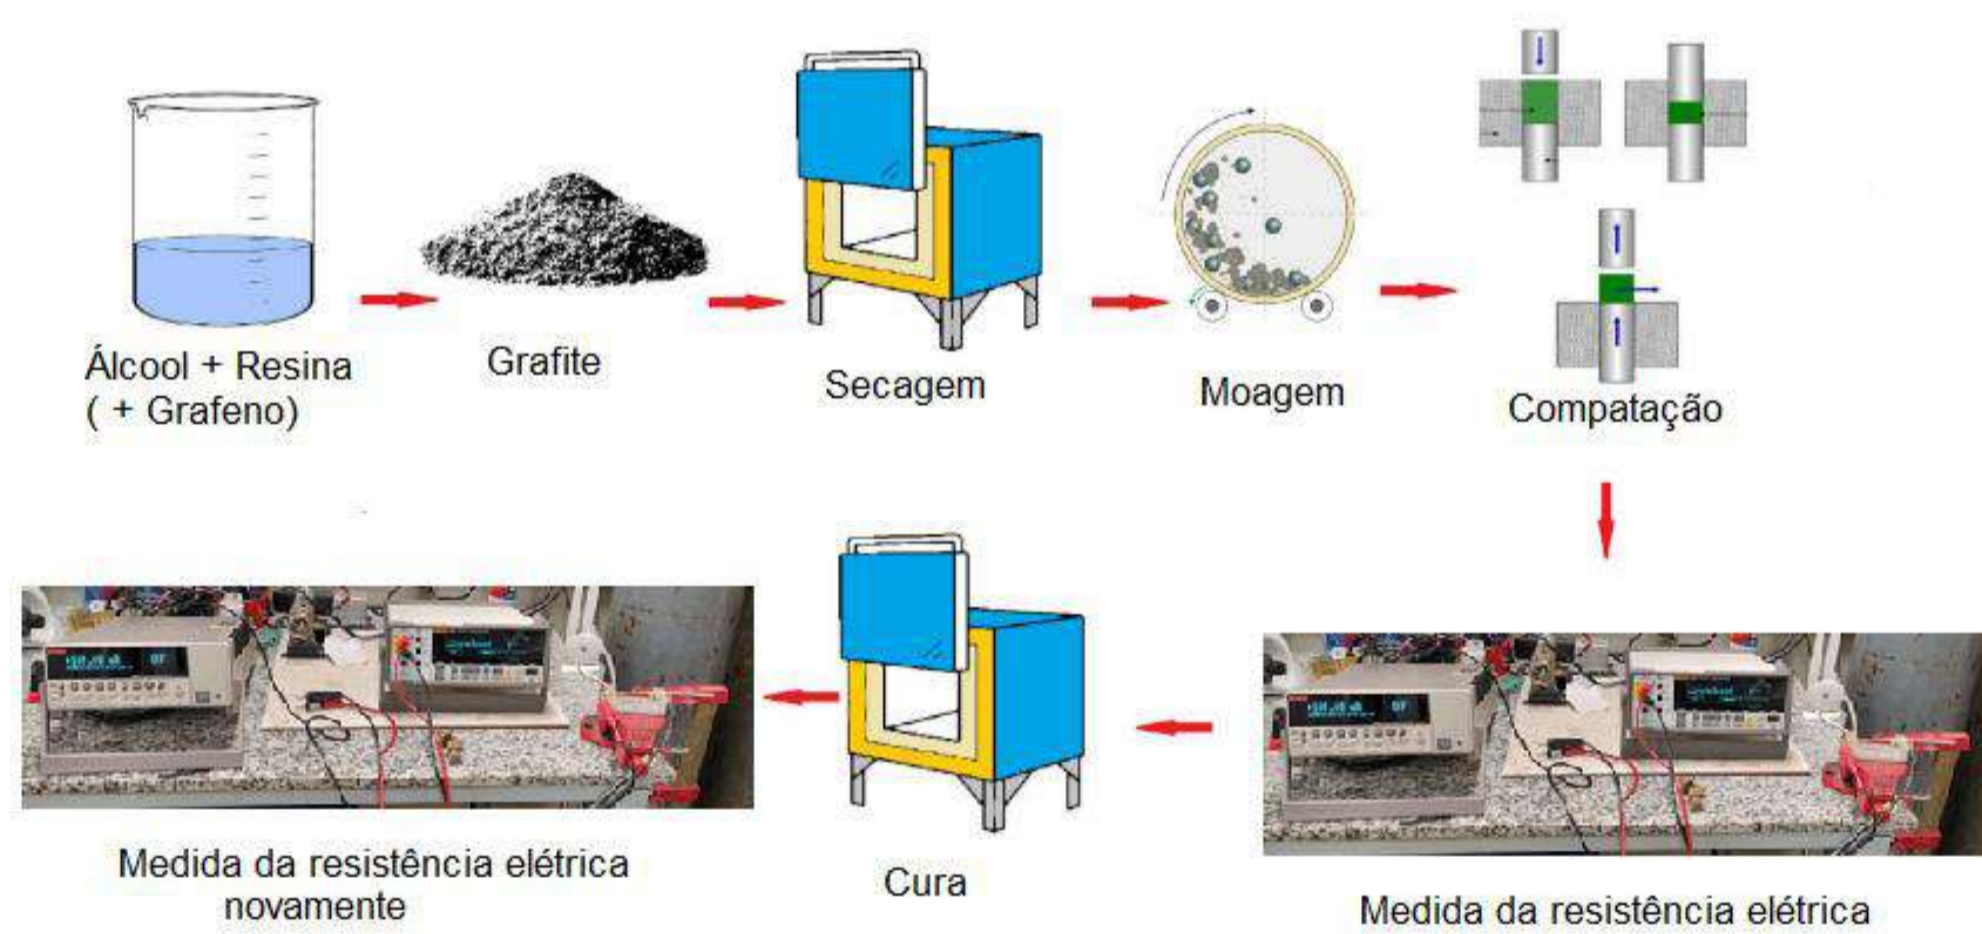 Álcool + Resina
( + Grafeno)
Grafite
Secagem
Moagem
Compatação
Medida da resistência elétrica
novamente
Cura
Medida da resistência elétrica